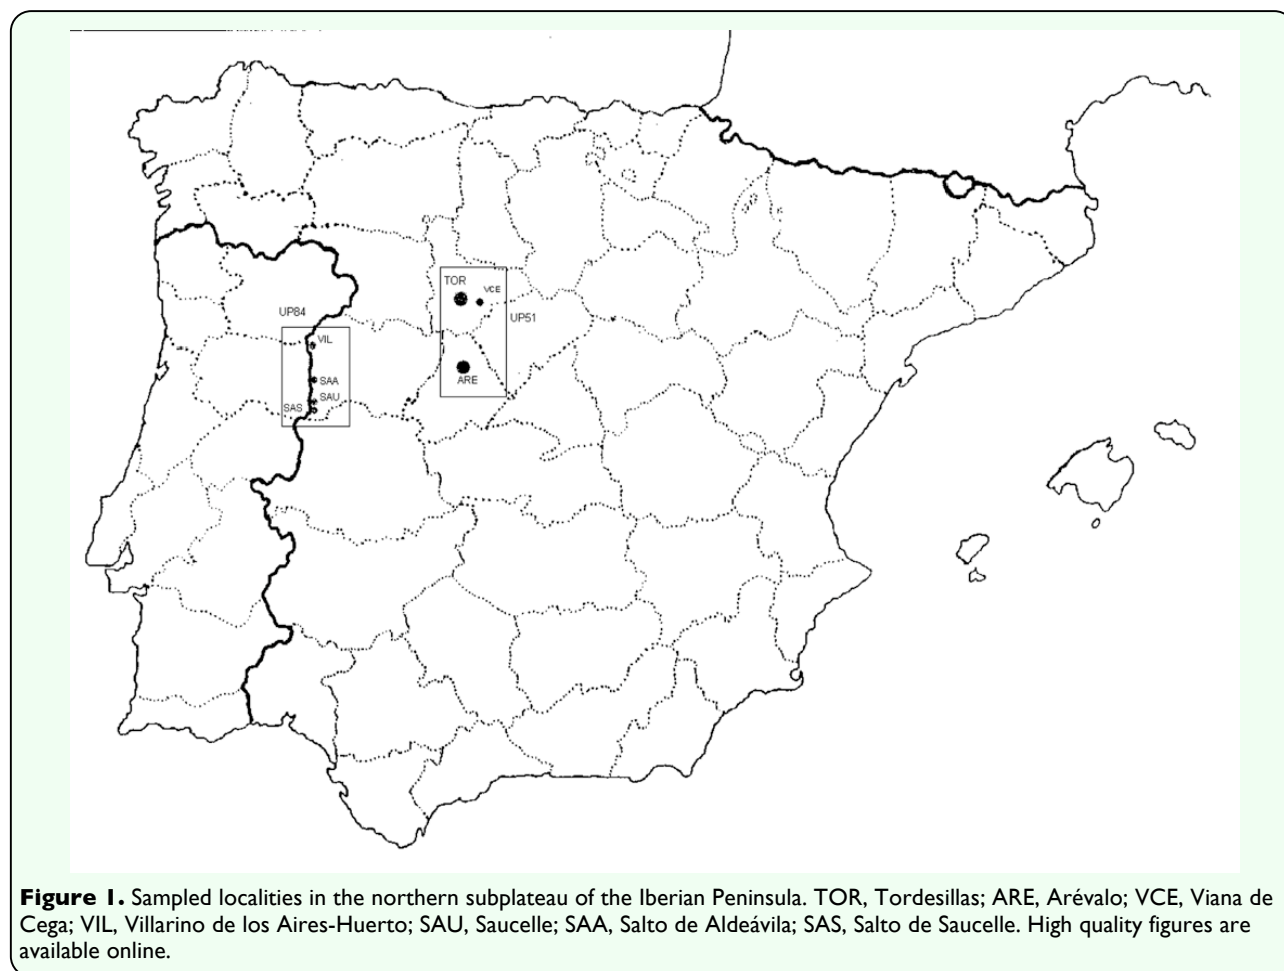 TOR
VCE
UP84
UP51
VIL
ARE
SAA
SAU
SAS
Figure 1. Sampled localities in the northern subplateau of the Iberian Peninsula. TOR, Tordesillas; ARE, Arévalo; VCE, Viana de
Cega; VIL, Villarino de los Aires-Huerto; SAU, Saucelle; SAA, Salto de Aldeávila; SAS, Salto de Saucelle. High quality figures are
available online.